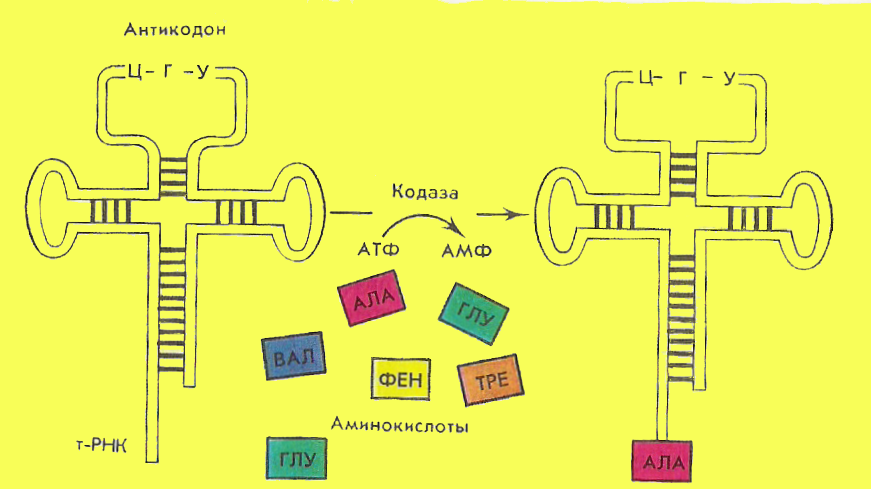 Антикодон
Ц- Г -У
Ц- Г - У
Кодаза
АТФ АМФ
АЛА
ГЛУ
ВАЛ
ФЕН
ТРЕ
Аминокислоты
т-РНК
ГЛУ
АЛА